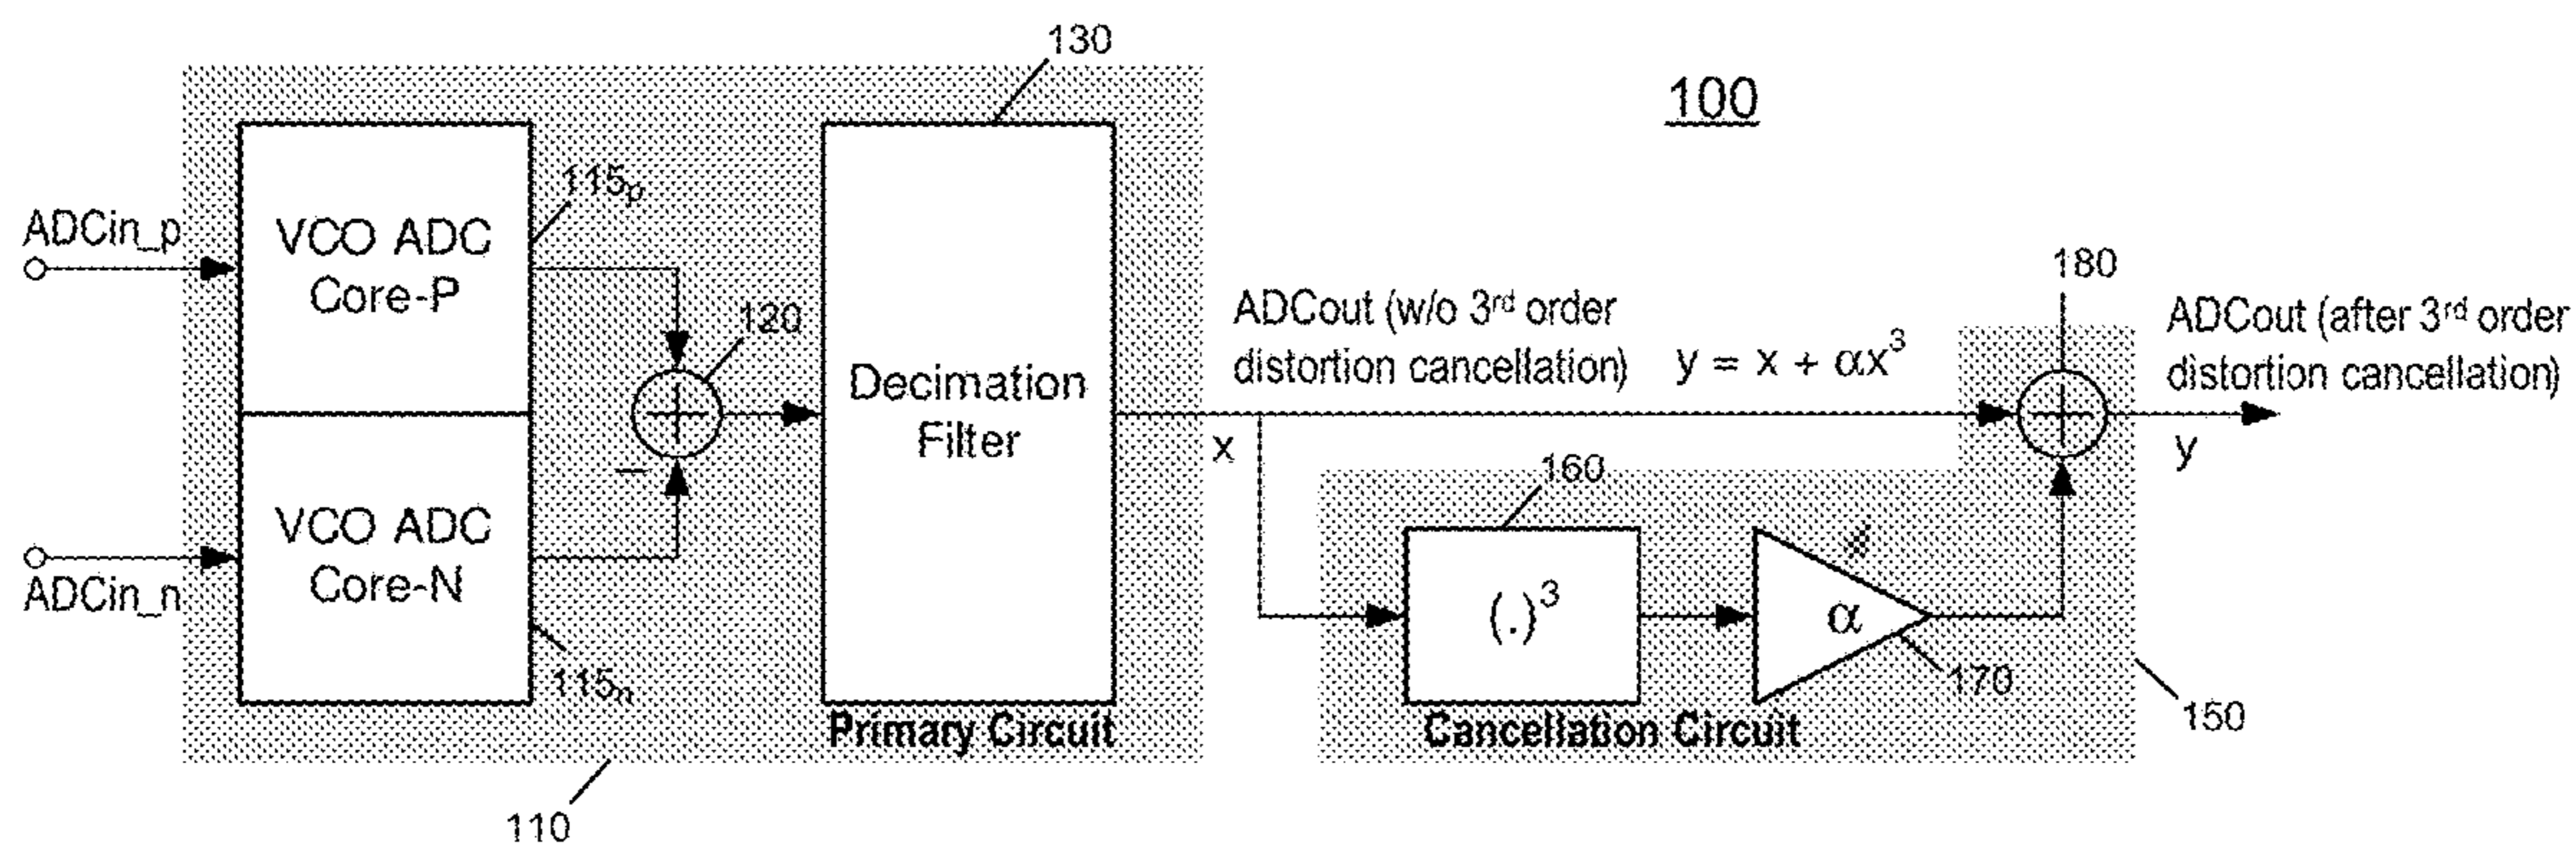 130
100
115p
ADCin_p
VCO ADC
Core-P
120
180
ADCout (w/o 3rd order
distortion cancellation)
y = x + αx³
ADCout (after 3rd order
distortion cancellation)
Decimation
Filter
x
y
160
VCO ADC
Core-N
ADCin_n
(.)³
α
170
115n
150
Primary Circuit
Cancellation Circuit
110
+
+
−